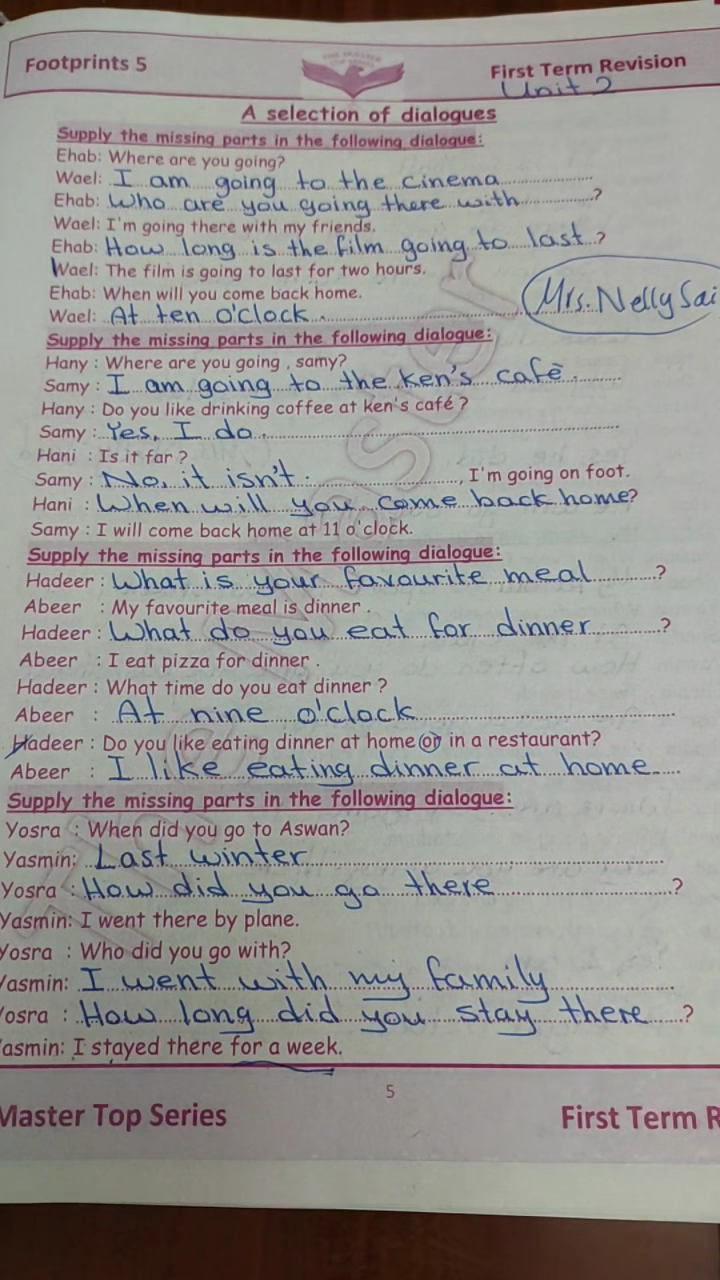 Footprints 5
First Term Revision
Unit 2
A selection of dialogues
Supply the missing parts in the following dialogue:
Ehab: Where are you going?
Wael: I am going to the cinema
Ehab: Who are you going there with ?
Wael: I'm going there with my friends.
Ehab: How long is the film going to last ?
Wael: The film is going to last for two hours.
Ehab: When will you come back home.
Wael: At ten o'clock .
Mrs. Nelly Sai
Supply the missing parts in the following dialogue:
Hany : Where are you going , samy?
Samy : I am going to the ken's cafè .
Hany : Do you like drinking coffee at ken's café ?
Samy : Yes, I do.
Hani : Is it far ?
Samy : No, it isn't. , I'm going on foot.
Hani : When will you come back home?
Samy : I will come back home at 11 o'clock.
Supply the missing parts in the following dialogue:
Hadeer : What is your favourite meal ?
Abeer : My favourite meal is dinner .
Hadeer : What do you eat for dinner ?
Abeer : I eat pizza for dinner .
Hadeer : What time do you eat dinner ?
Abeer : At nine o'clock
Hadeer : Do you like eating dinner at home or in a restaurant?
Abeer : I like eating dinner at home
Supply the missing parts in the following dialogue:
Yosra : When did you go to Aswan?
Yasmin: Last winter
Yosra : How did you go there ?
Yasmin: I went there by plane.
Yosra : Who did you go with?
Yasmin: I went with my family
Yosra : How long did you stay there ?
asmin: I stayed there for a week.
5
Master Top Series
First Term R